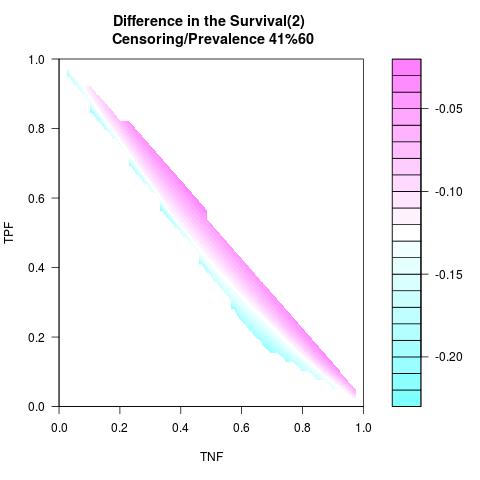 Difference in the Survival(2)
Censoring/Prevalence 41%60
1.0
0.8
0.6
0.4
0.2
0.0
TPF
0.0 0.2 0.4 0.6 0.8 1.0
TNF
-0.05
-0.10
-0.15
-0.20